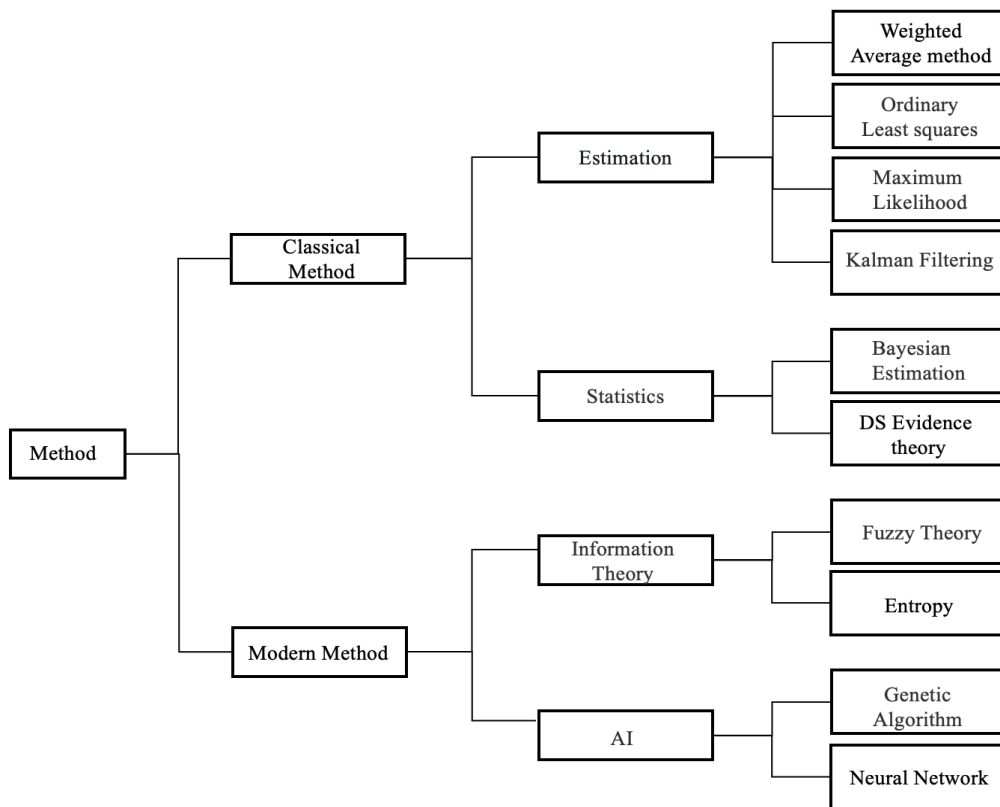 Weighted
Average method
Ordinary
Least squares
Estimation
Maximum
Likelihood
Classical
Method
Kalman Filtering
Bayesian
Estimation
Statistics
DS Evidence
theory
Method
Fuzzy Theory
Information
Theory
Entropy
Modern Method
Genetic
Algorithm
AI
Neural Network